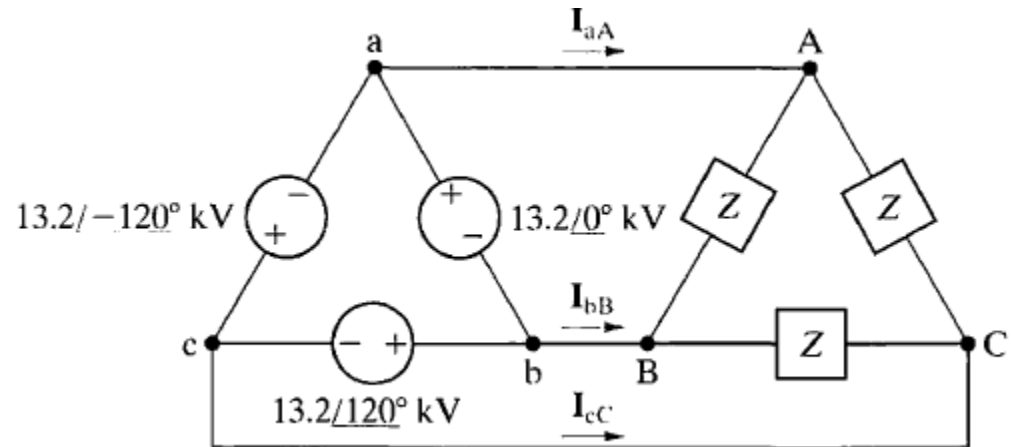 I_aA
a
A
13.2/−120° kV
−
+
+
−
13.2/0° kV
Z
Z
I_bB
c
−
+
b
B
Z
C
13.2/120° kV
I_cC